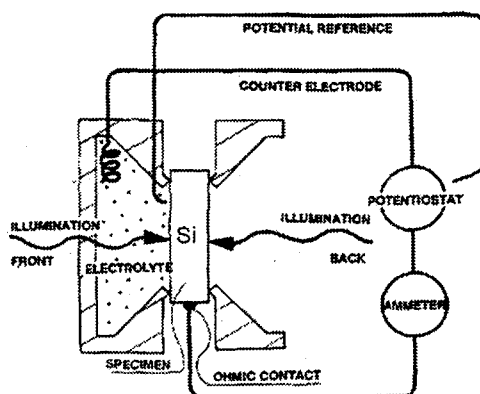 POTENTIAL REFERENCE
COUNTER ELECTRODE
POTENTIOSTAT
ILLUMINATION
ILLUMINATION
Si
FRONT
ELECTROLYTE
BACK
AMMETER
SPECIMEN
OHMIC CONTACT